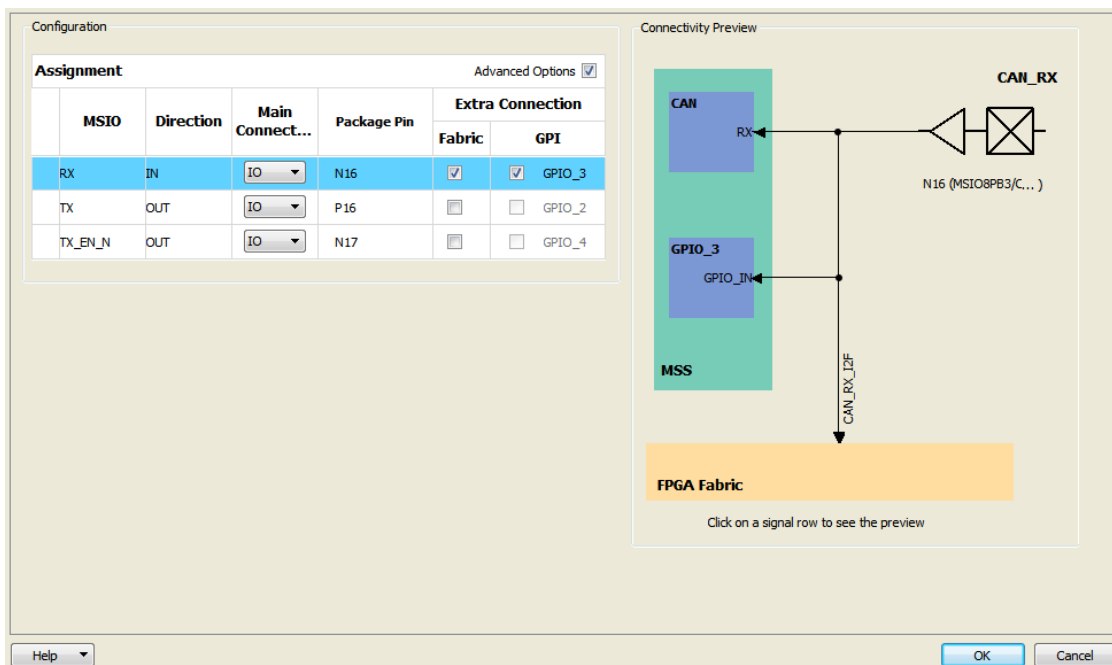 Configuration
Assignment
Advanced Options
MSIO Direction Main Connect... Package Pin Extra Connection
Fabric GPI
RX IN IO N16 GPIO_3
TX OUT IO P16 GPIO_2
TX_EN_N OUT IO N17 GPIO_4
Connectivity Preview
CAN_RX
CAN
RX
N16 (MSIO8PB3/C... )
GPIO_3
GPIO_IN
MSS
CAN_RX_I2F
FPGA Fabric
Click on a signal row to see the preview
Help
OK
Cancel